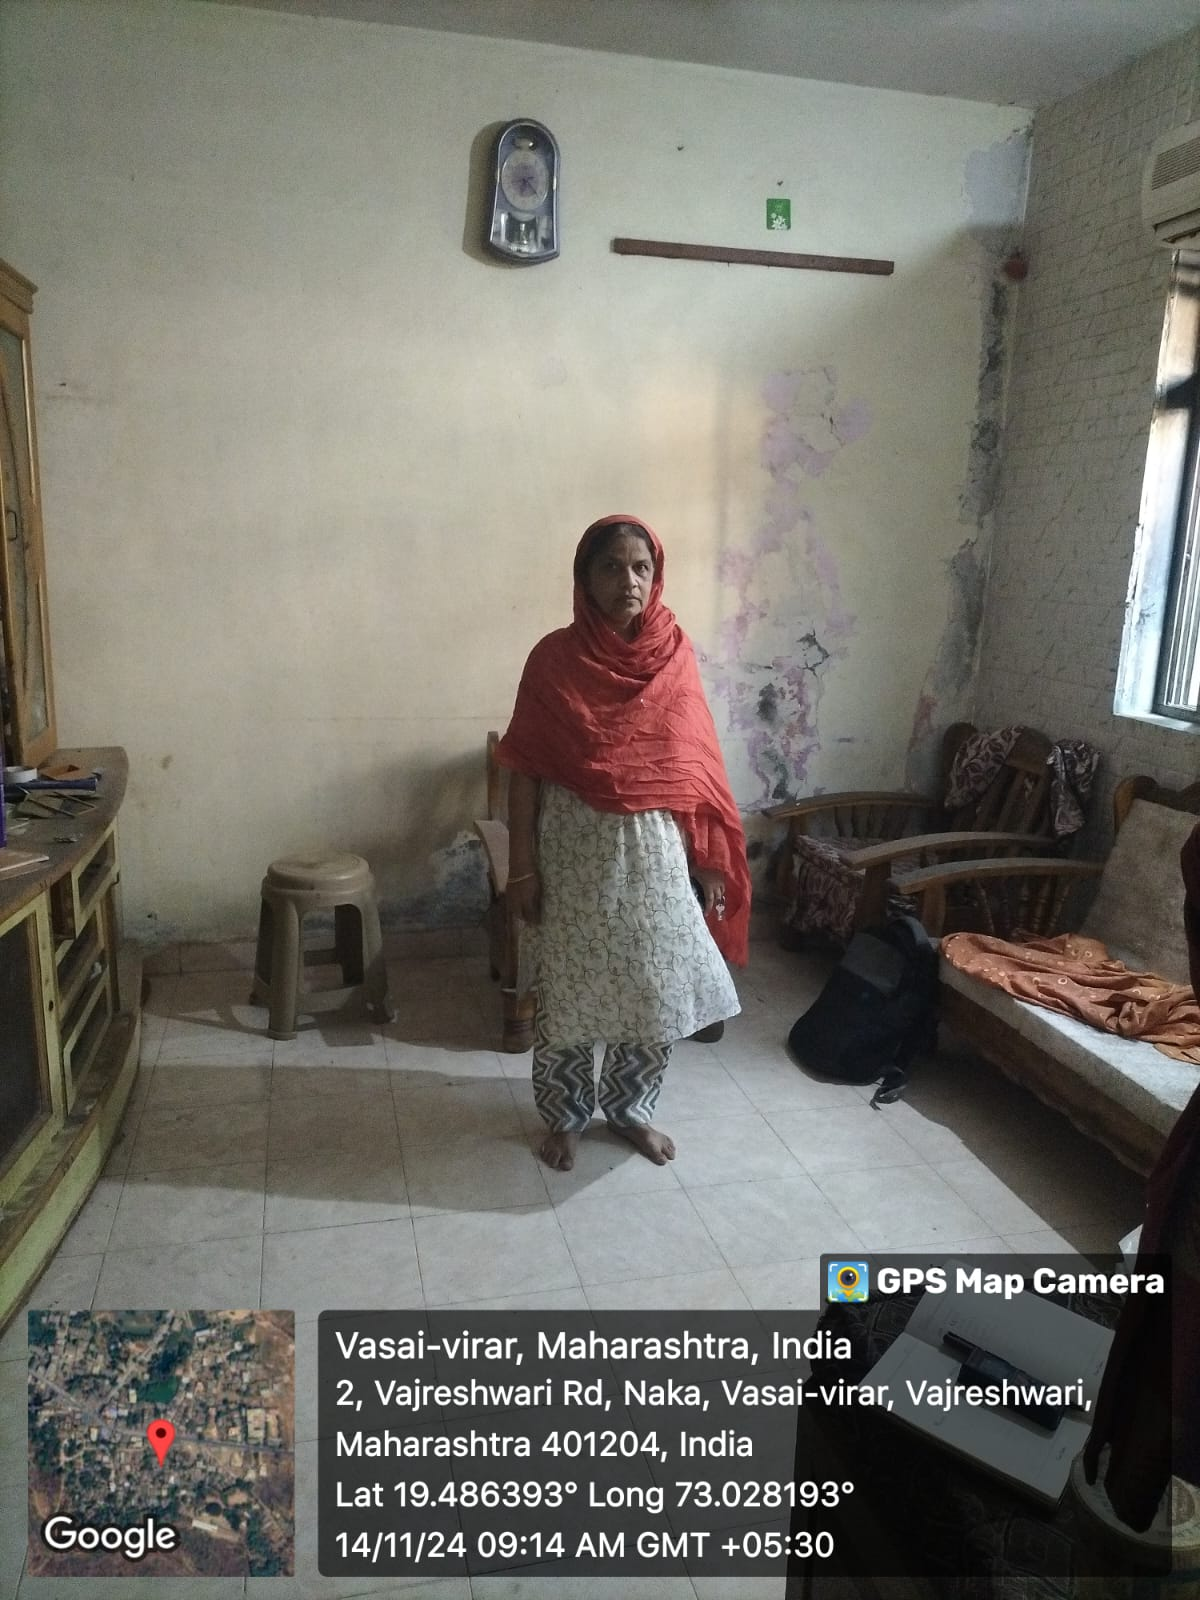 GPS Map Camera
Vasai-virar, Maharashtra, India
2, Vajreshwari Rd, Naka, Vasai-virar, Vajreshwari,
Maharashtra 401204, India
Lat 19.486393° Long 73.028193°
14/11/24 09:14 AM GMT +05:30
Google